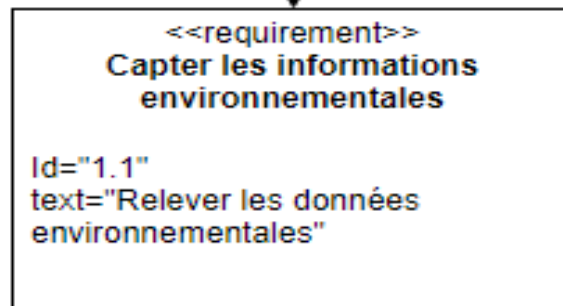 <<requirement>>
Capter les informations
environnementales
Id="1.1"
text="Relever les données
environnementales"